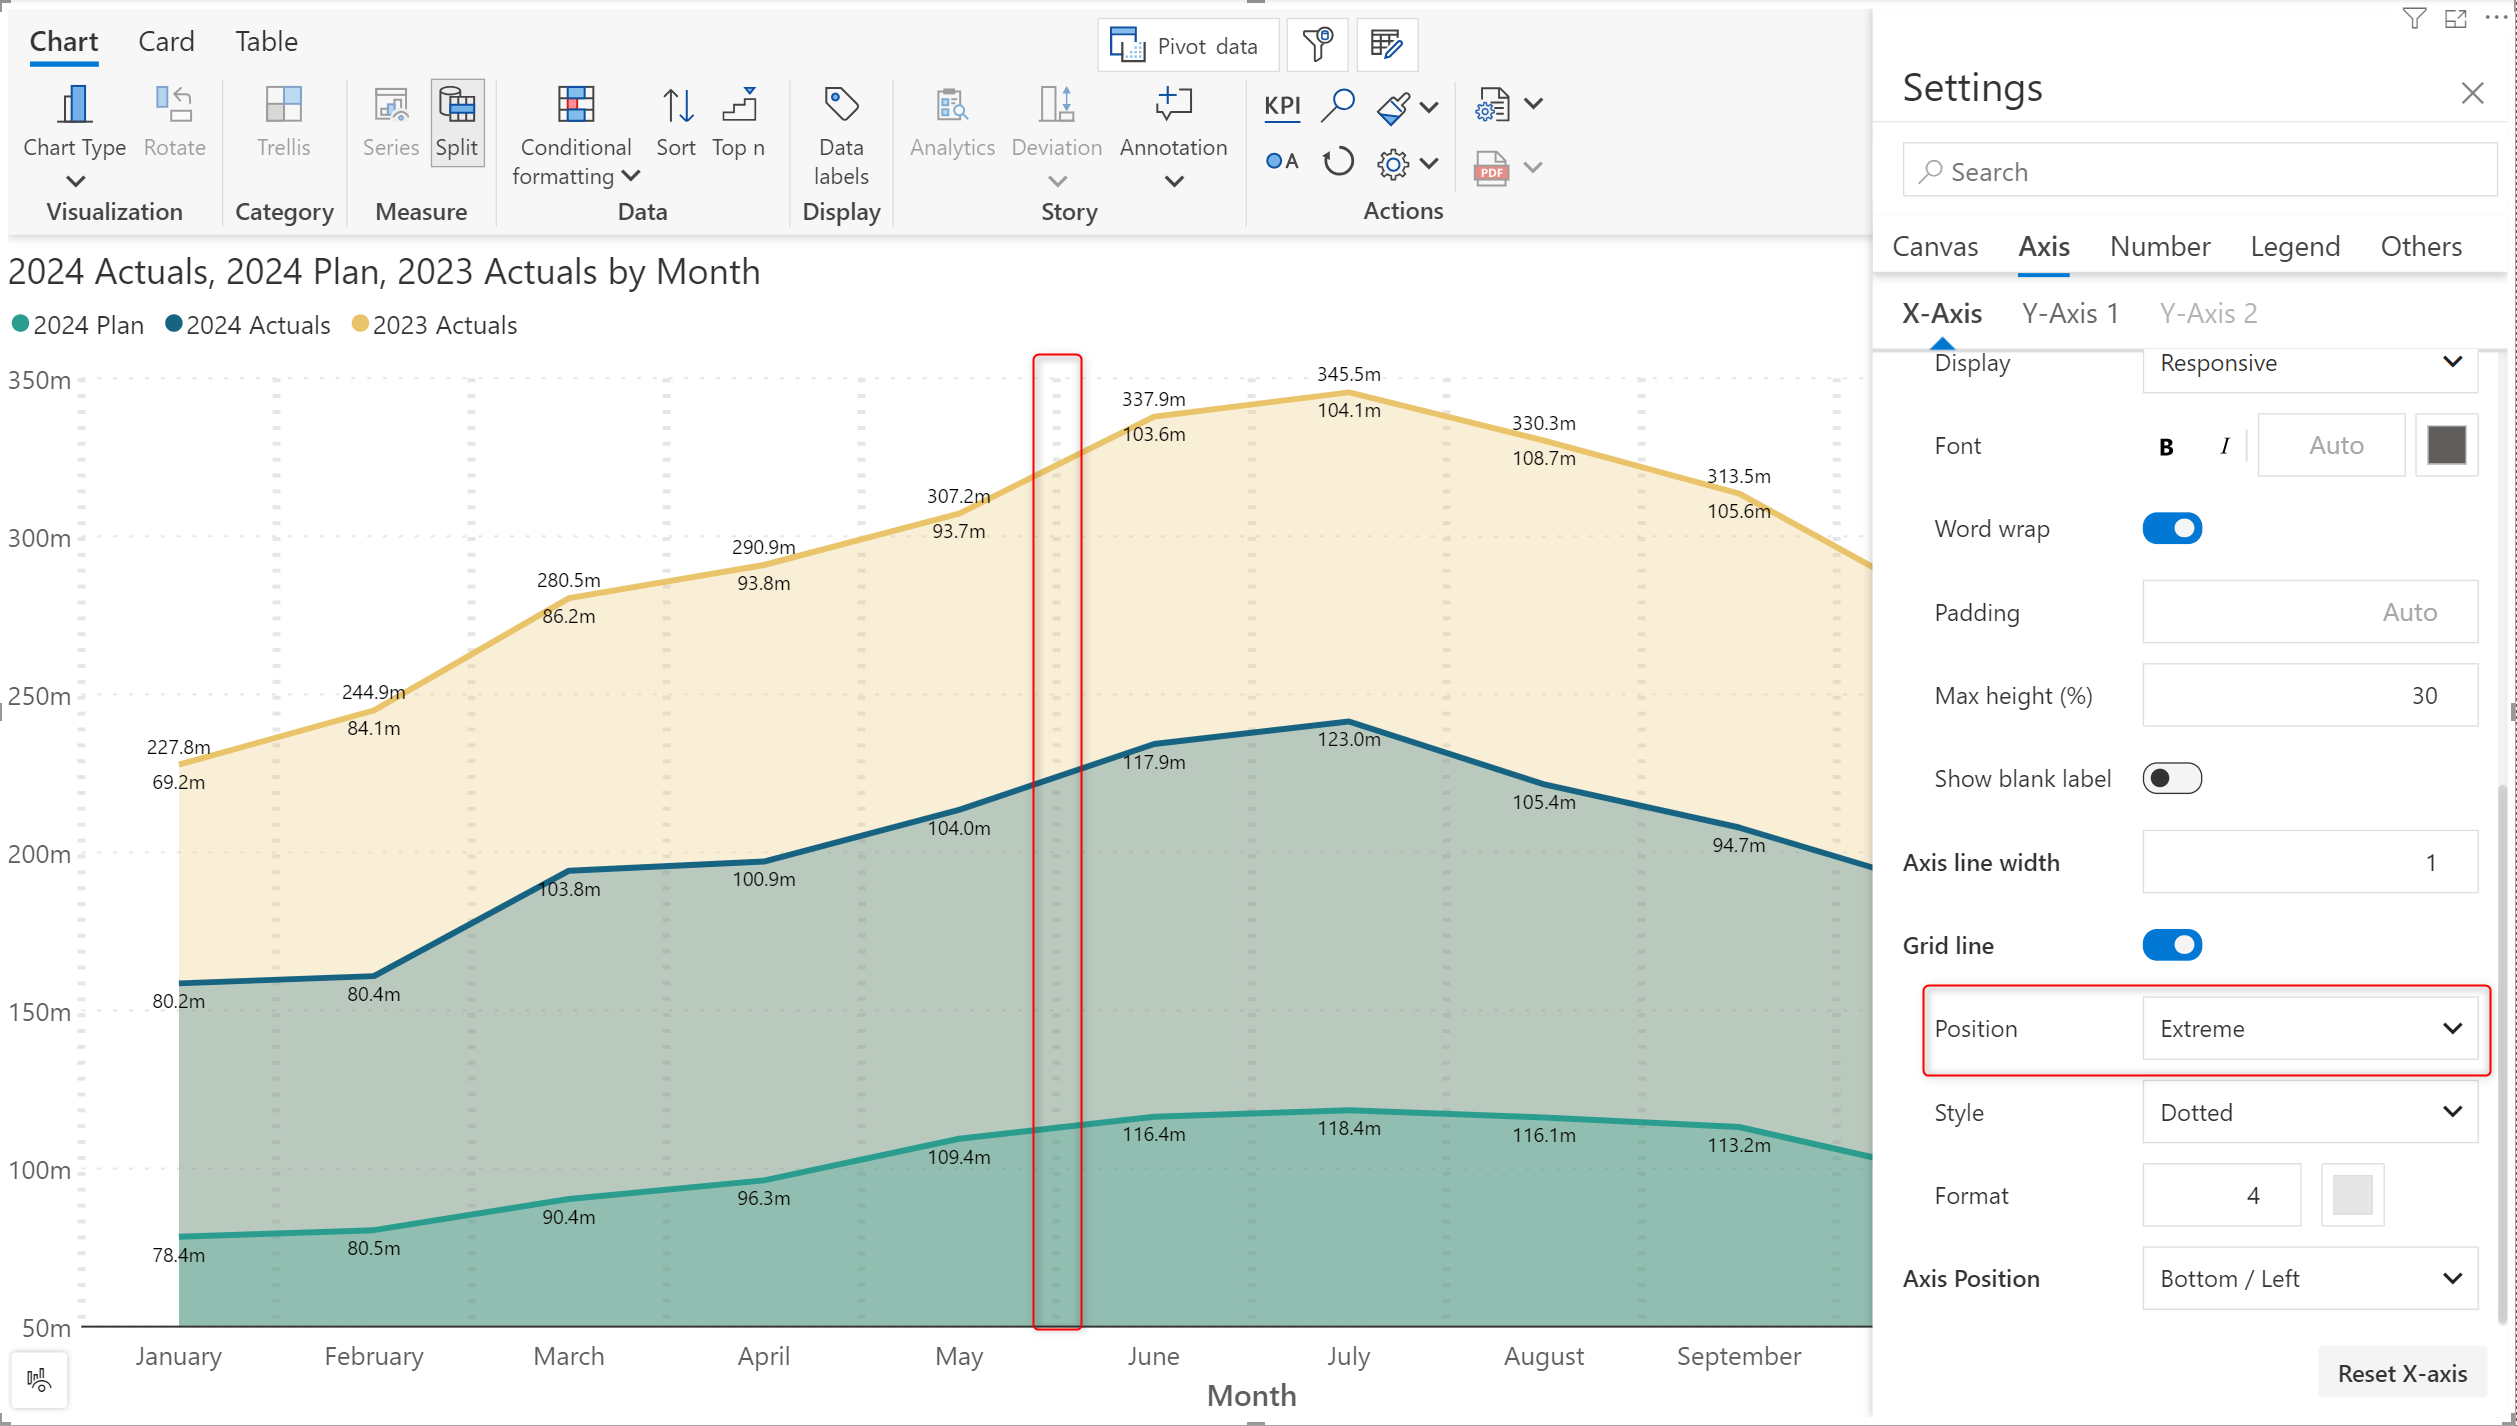 Chart Card Table
Pivot data
Chart Type Rotate Trellis Series Split Conditional formatting Sort Top n Data labels Analytics Deviation Annotation KPI A PDF
Visualization Category Measure Data Display Story Actions
2024 Actuals, 2024 Plan, 2023 Actuals by Month
2024 Plan 2024 Actuals 2023 Actuals
350m
300m
250m
200m
150m
100m
50m
227.8m 244.9m 280.5m 290.9m 307.2m 337.9m 345.5m 330.3m 313.5m
69.2m 84.1m 86.2m 93.8m 93.7m 103.6m 104.1m 108.7m 105.6m
80.2m 80.4m 103.8m 100.9m 104.0m 117.9m 123.0m 105.4m 94.7m
78.4m 80.5m 90.4m 96.3m 109.4m 116.4m 118.4m 116.1m 113.2m
January February March April May June July August September
Month
Settings
Search
Canvas Axis Number Legend Others
X-Axis Y-Axis 1 Y-Axis 2
Display Responsive
Font B I Auto
Word wrap
Padding Auto
Max height (%) 30
Show blank label
Axis line width 1
Grid line
Position Extreme
Style Dotted
Format 4
Axis Position Bottom / Left
Reset X-axis